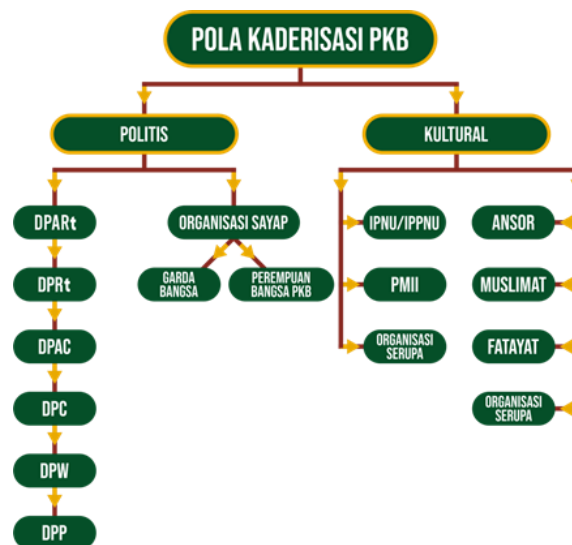 POLA KADERISASI PKB
POLITIS
KULTURAL
DPARt
DPRt
DPAC
DPC
DPW
DPP
ORGANISASI SAYAP
GARDA
BANGSA
PEREMPUAN
BANGSA PKB
IPNU/IPPNU
PMII
ORGANISASI
SERUPA
ANSOR
MUSLIMAT
FATAYAT
ORGANISASI
SERUPA